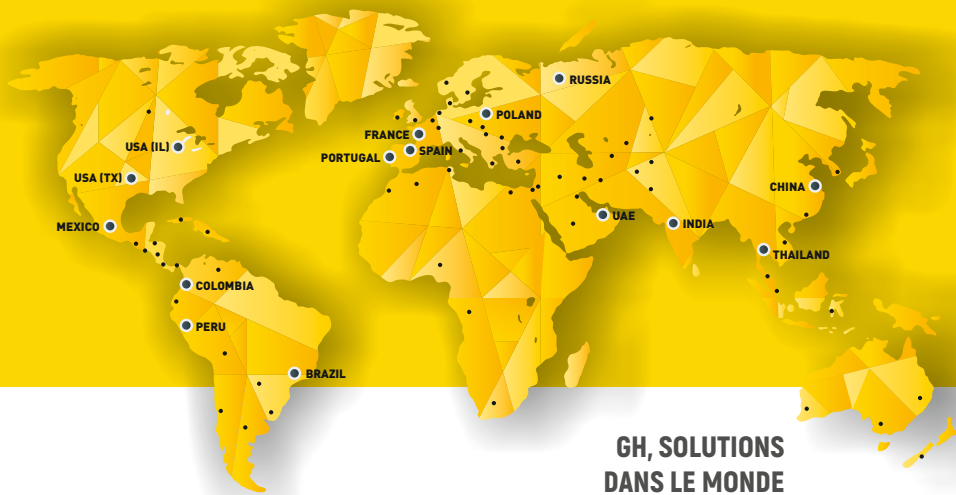 RUSSIA
POLAND
FRANCE
SPAIN
PORTUGAL
USA (IL)
USA (TX)
CHINA
MEXICO
UAE
INDIA
THAILAND
COLOMBIA
PERU
BRAZIL
GH, SOLUTIONS
DANS LE MONDE